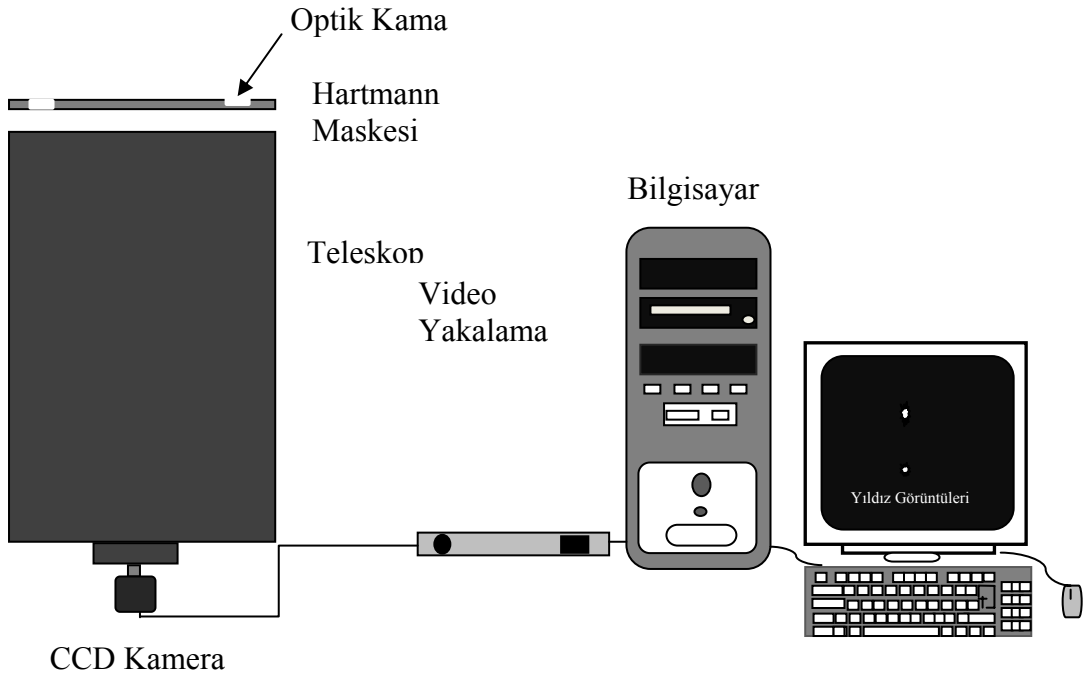 Optik Kama
Hartmann
Maskesi
Bilgisayar
Teleskop
Video
Yakalama
Yıldız Görüntüleri
CCD Kamera